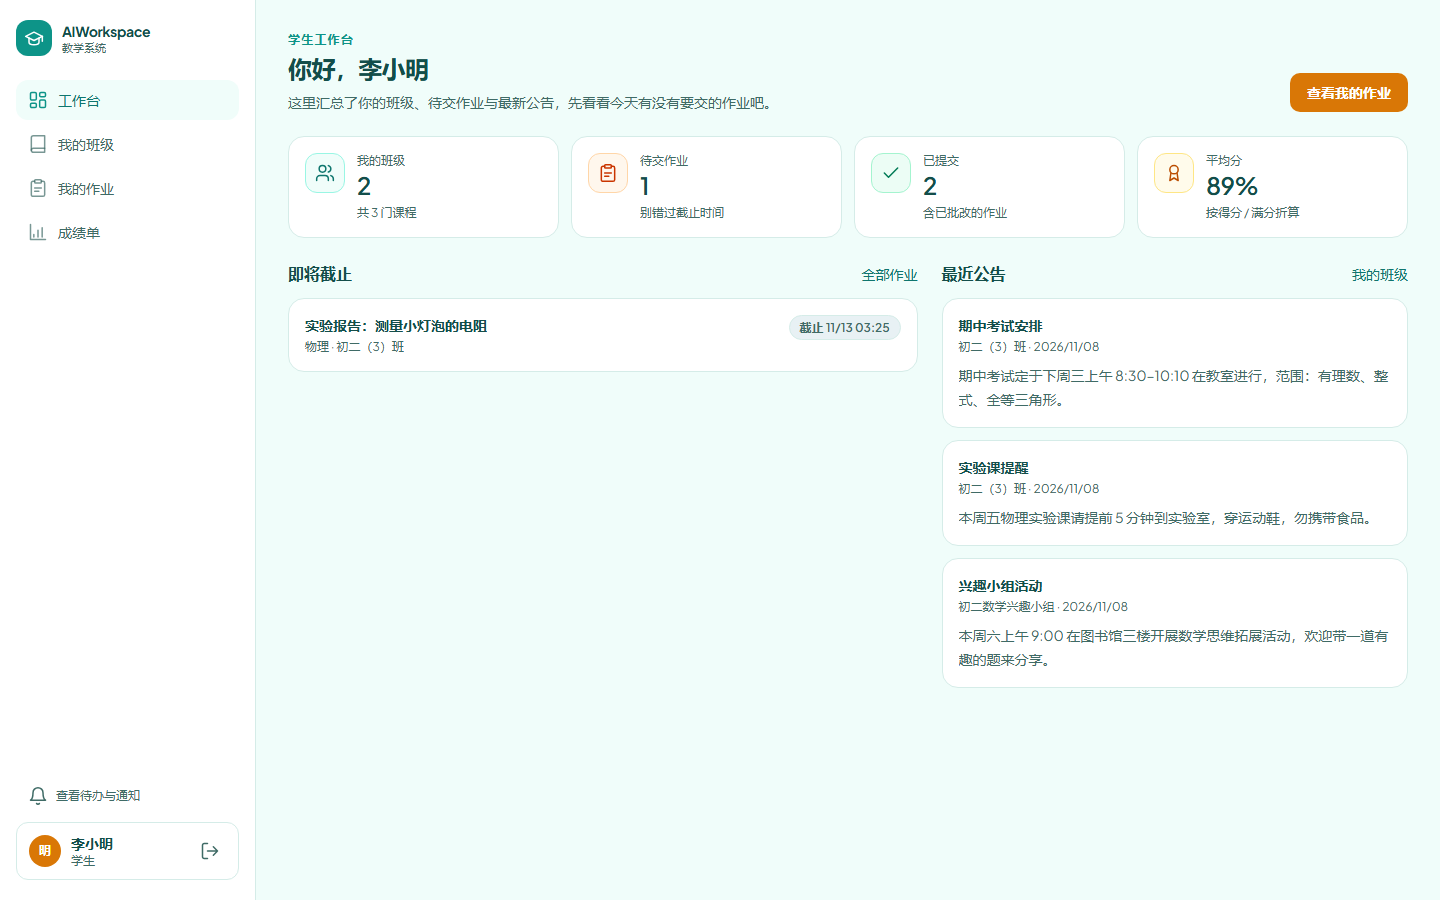 AIWorkspace
教学系统
工作台
我的班级
我的作业
成绩单
查看待办与通知
明
李小明
学生
学生工作台
你好，李小明
这里汇总了你的班级、待交作业与最新公告，先看看今天有没有要交的作业吧。
查看我的作业
我的班级
2
共 3 门课程
待交作业
1
别错过截止时间
已提交
2
含已批改的作业
平均分
89%
按得分 / 满分折算
即将截止
全部作业
实验报告：测量小灯泡的电阻
物理 · 初二（3）班
截止 11/13 03:25
最近公告
我的班级
期中考试安排
初二（3）班 · 2026/11/08
期中考试定于下周三上午 8:30–10:10 在教室进行，范围：有理数、整
式、全等三角形。
实验课提醒
初二（3）班 · 2026/11/08
本周五物理实验课请提前 5 分钟到实验室，穿运动鞋，勿携带食品。
兴趣小组活动
初二数学兴趣小组 · 2026/11/08
本周六上午 9:00 在图书馆三楼开展数学思维拓展活动，欢迎带一道有
趣的题来分享。